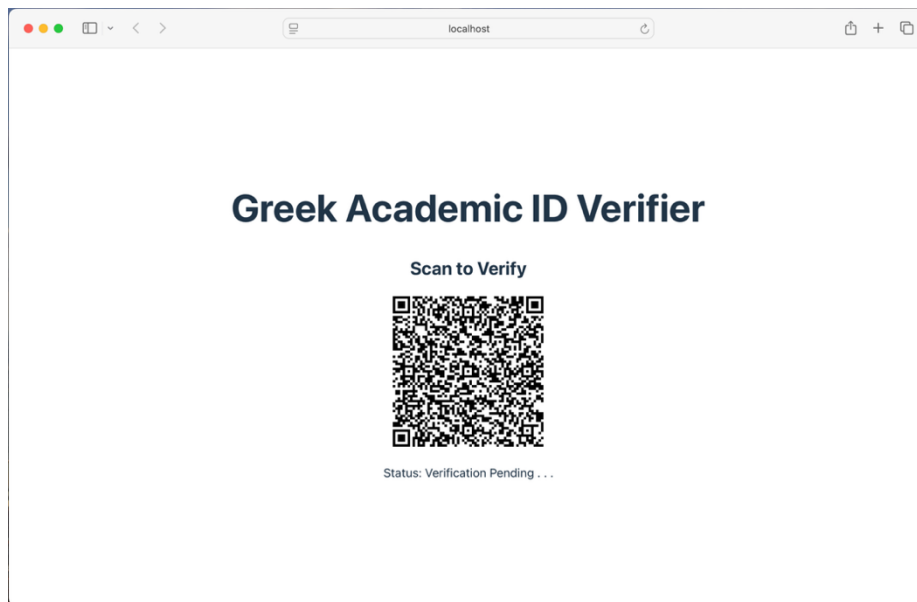 localhost
Greek Academic ID Verifier
Scan to Verify
Status: Verification Pending . . .